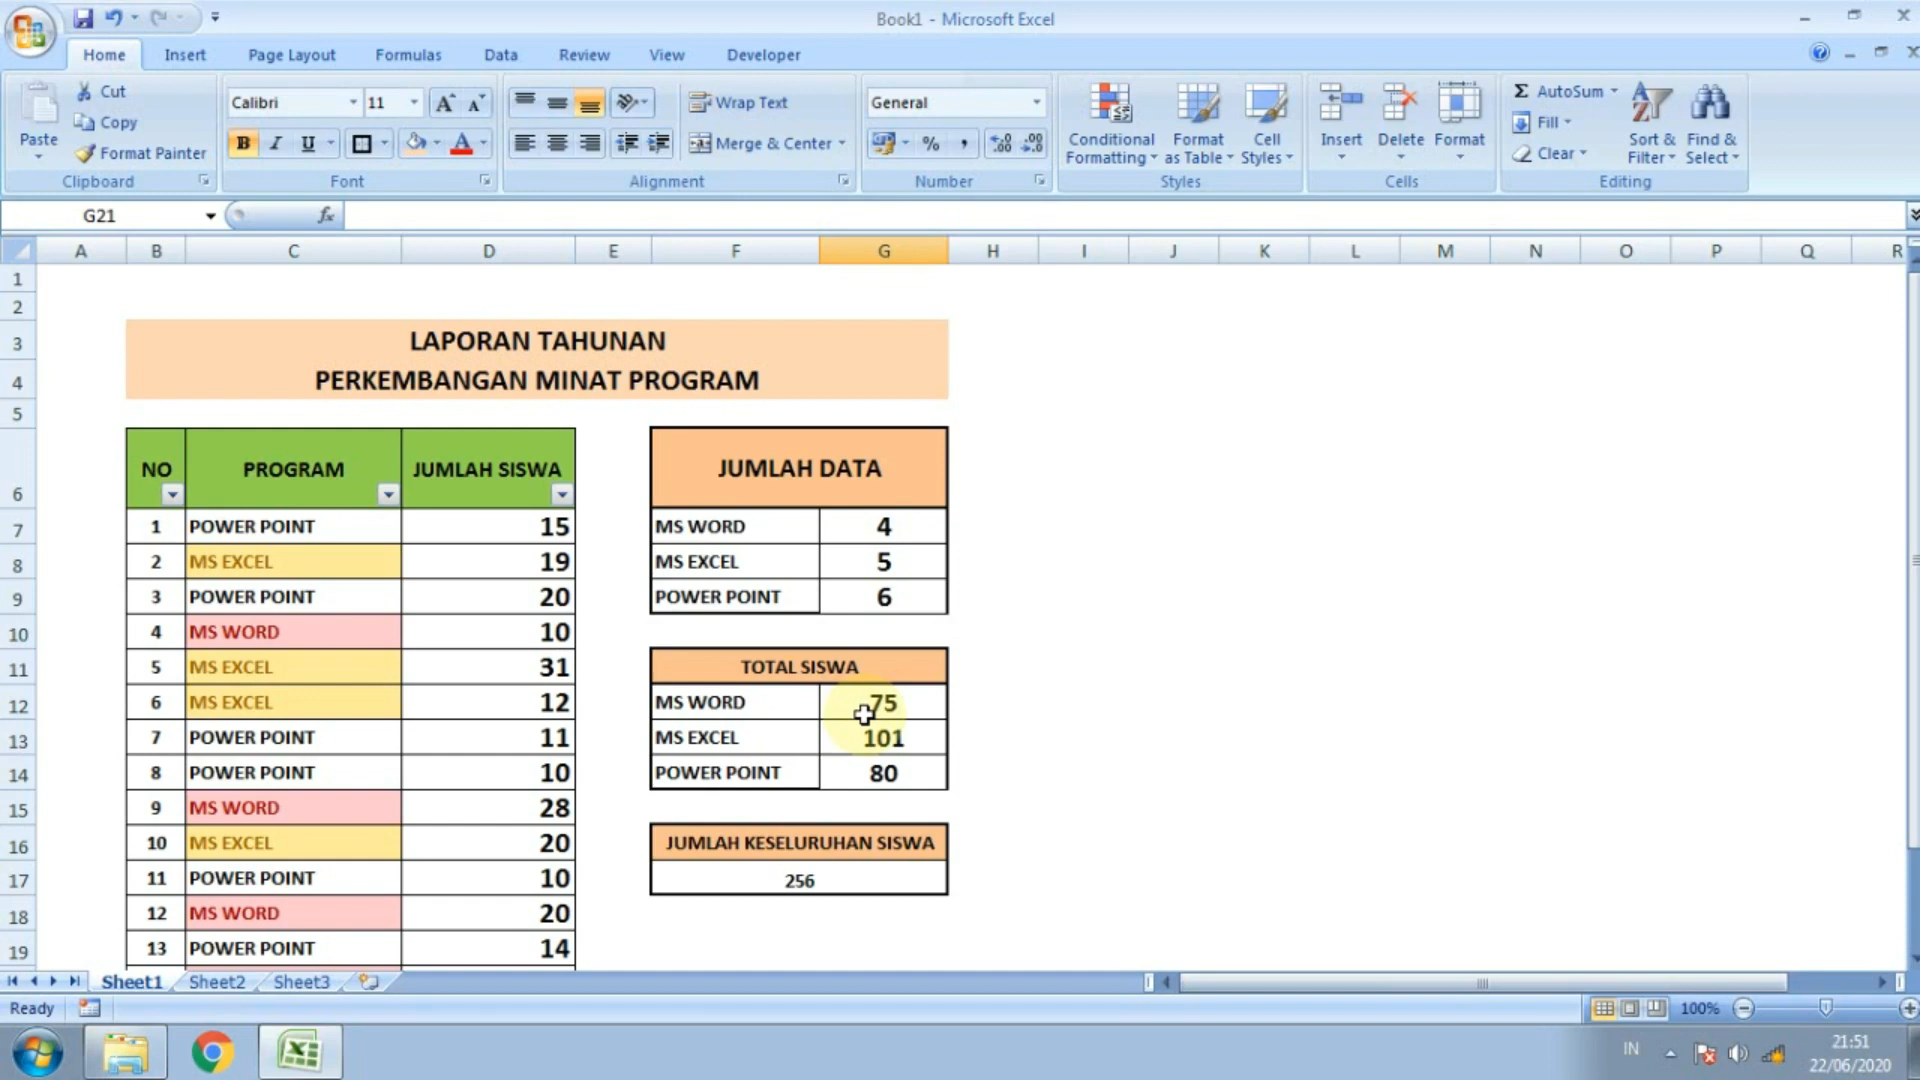 Book1 - Microsoft Excel
Home Insert Page Layout Formulas Data Review View Developer
Paste
Cut
Copy
Format Painter
Clipboard
Calibri 11
B I U
Font
Wrap Text
Merge & Center
Alignment
General
Number
Conditional Formatting
Format as Table
Cell Styles
Styles
Insert
Delete
Format
Cells
AutoSum
Fill
Clear
Sort & Filter
Find & Select
Editing
G21
fx
A B C D E F G H I J K L M N O P Q R
1
2
3 LAPORAN TAHUNAN
4 PERKEMBANGAN MINAT PROGRAM
5
6 NO PROGRAM JUMLAH SISWA JUMLAH DATA
7 1 POWER POINT 15 MS WORD 4
8 2 MS EXCEL 19 MS EXCEL 5
9 3 POWER POINT 20 POWER POINT 6
10 4 MS WORD 10
11 5 MS EXCEL 31 TOTAL SISWA
12 6 MS EXCEL 12 MS WORD 75
13 7 POWER POINT 11 MS EXCEL 101
14 8 POWER POINT 10 POWER POINT 80
15 9 MS WORD 28
16 10 MS EXCEL 20 JUMLAH KESELURUHAN SISWA
17 11 POWER POINT 10 256
18 12 MS WORD 20
19 13 POWER POINT 14
Sheet1 Sheet2 Sheet3
Ready 100%
IN 21:51
22/06/2020